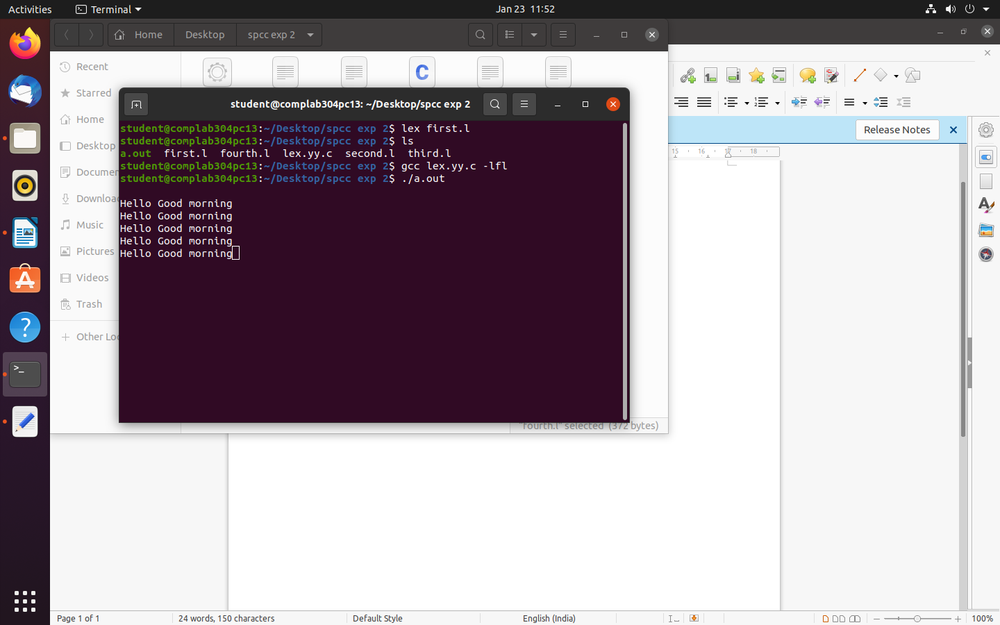 Activities
Terminal
Jan 23 11:52
Home
Desktop
spcc exp 2
Recent
Starred
Home
Desktop
Documen
Downloa
Music
Pictures
Videos
Trash
Other Loc
student@complab304pc13: ~/Desktop/spcc exp 2
student@complab304pc13:~/Desktop/spcc exp 2$ lex first.l
student@complab304pc13:~/Desktop/spcc exp 2$ ls
a.out first.l fourth.l lex.yy.c second.l third.l
student@complab304pc13:~/Desktop/spcc exp 2$ gcc lex.yy.c -lfl
student@complab304pc13:~/Desktop/spcc exp 2$ ./a.out
Hello Good morning
Hello Good morning
Hello Good morning
Hello Good morning
Hello Good morning
"fourth.l" selected (372 bytes)
Release Notes
15 16 17 18
Page 1 of 1
24 words, 150 characters
Default Style
English (India)
100%